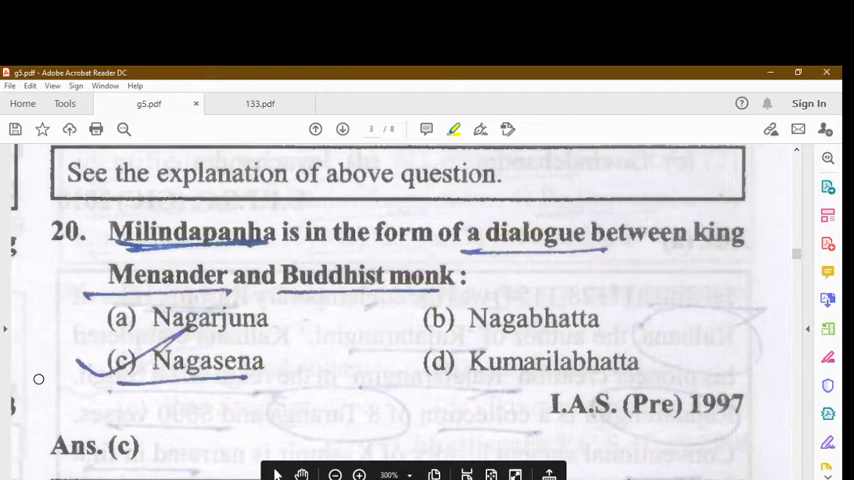 g5.pdf - Adobe Acrobat Reader DC
File Edit View Sign Window Help
Home Tools g5.pdf × 133.pdf Sign In
3 / 8
See the explanation of above question.
20. Milindapanha is in the form of a dialogue between king
Menander and Buddhist monk :
(a) Nagarjuna (b) Nagabhatta
(c) Nagasena (d) Kumarilabhatta
I.A.S. (Pre) 1997
Ans. (c)
300%